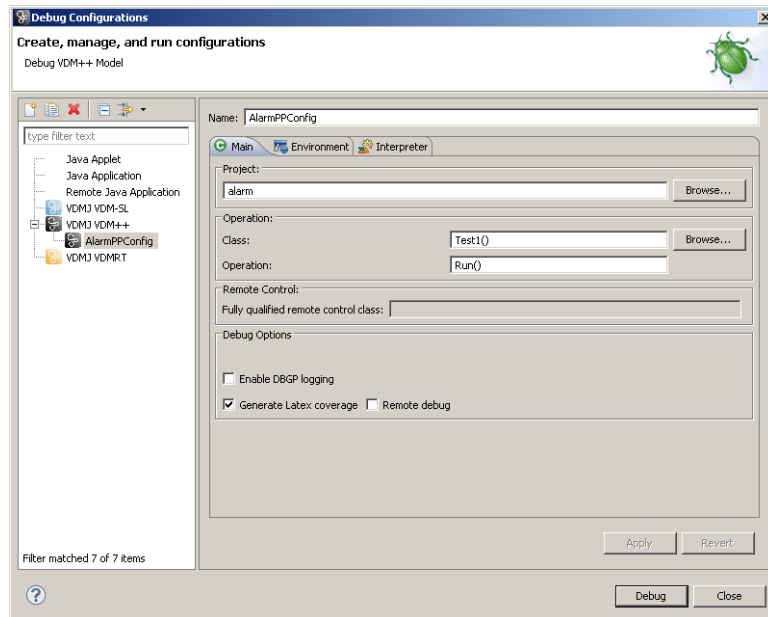 Debug Configurations
Create, manage, and run configurations
Debug VDM++ Model
type filter text
Java Applet
Java Application
Remote Java Application
VDMJ VDM-SL
VDMJ VDM++
AlarmPPConfig
VDMJ VDMRT
Filter matched 7 of 7 items
Name: AlarmPPConfig
Main Environment Interpreter
Project:
alarm Browse...
Operation:
Class: Test1() Browse...
Operation: Run()
Remote Control:
Fully qualified remote control class:
Debug Options
Enable DBGP logging
Generate Latex coverage Remote debug
Apply Revert
Debug Close